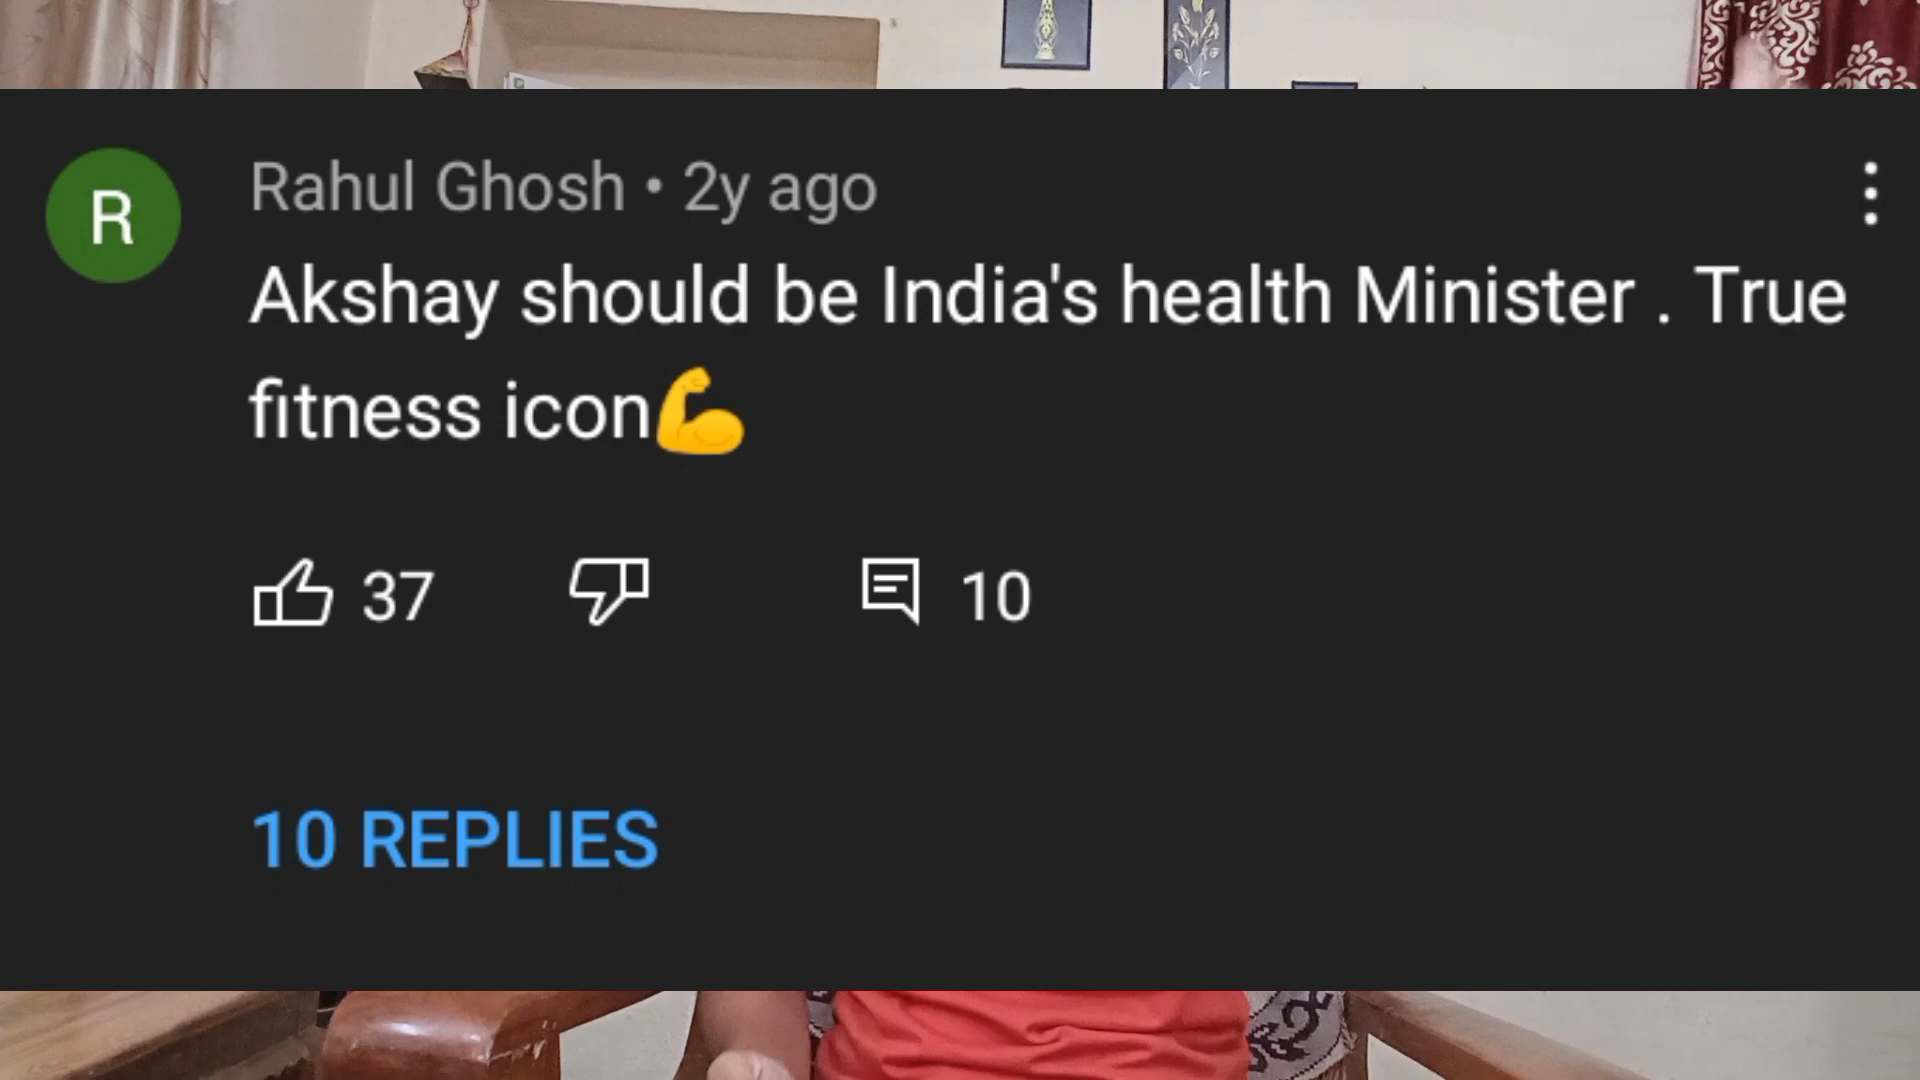 R
Rahul Ghosh • 2y ago
Akshay should be India's health Minister . True
fitness icon💪
37 10
10 REPLIES